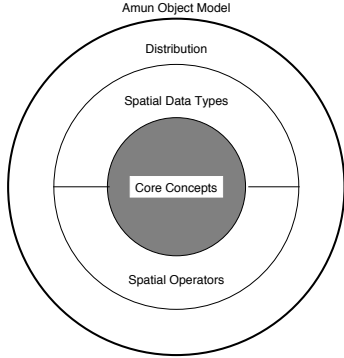 Amun Object Model
Distribution
Spatial Data Types
Core Concepts
Spatial Operators